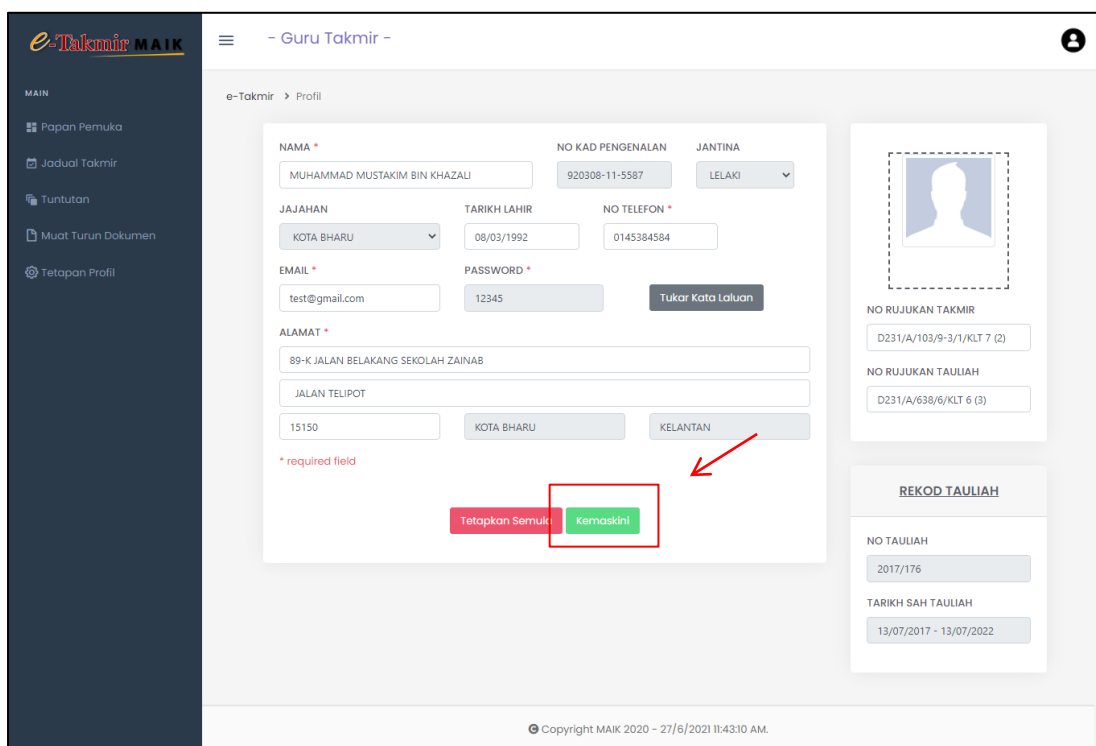 e-Takmir MAIK
- Guru Takmir -
MAIN
Papan Pemuka
Jadual Takmir
Tuntutan
Muat Turun Dokumen
Tetapan Profil
e-Takmir > Profil
NAMA * NO KAD PENGENALAN JANTINA
MUHAMMAD MUSTAKIM BIN KHAZALI 920308-11-5587 LELAKI
JAJAHAN TARIKH LAHIR NO TELEFON *
KOTA BHARU 08/03/1992 0145384584
EMAIL * PASSWORD *
test@gmail.com 12345 Tukar Kata Laluan
ALAMAT *
89-K JALAN BELAKANG SEKOLAH ZAINAB
JALAN TELIPOT
15150 KOTA BHARU KELANTAN
* required field
Tetapkan Semula Kemaskini
NO RUJUKAN TAKMIR
D231/A/103/9-3/1/KLT 7 (2)
NO RUJUKAN TAULIAH
D231/A/638/6/KLT 6 (3)
REKOD TAULIAH
NO TAULIAH
2017/176
TARIKH SAH TAULIAH
13/07/2017 - 13/07/2022
Copyright MAIK 2020 - 27/6/2021 11:43:10 AM.